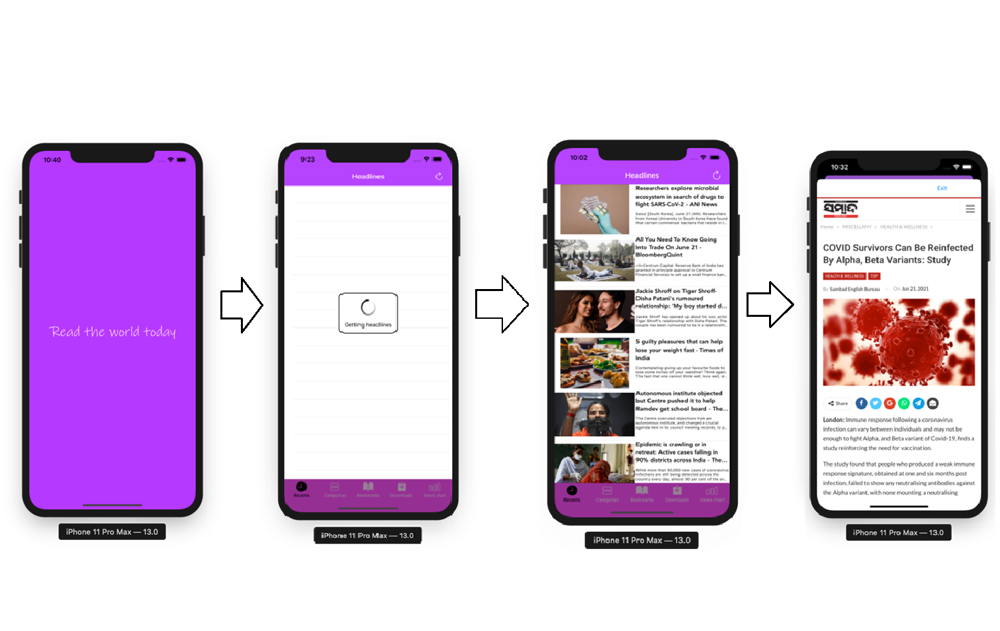 10:40
Read the world today
iPhone 11 Pro Max — 13.0
9:23
Headlines
Getting headlines
Recents
Categories
Bookmarks
Downloads
Views chart
iPhone 11 Pro Max — 13.0
10:02
Headlines
Researchers explore microbial
ecosystem in search of drugs to
fight SARS-CoV-2 - ANI News
Seoul [South Korea], June 21 (ANI): Researchers
from Yonsei University in South Korea have found
that certain commensal bacteria that reside in t...
All You Need To Know Going
Into Trade On June 21 -
BloombergQuint
<li>Centrum Capital: Reserve Bank of India has
granted in-principle approval to Centrum
Financial Services to set up a small finance ban...
Jackie Shroff on Tiger Shroff-
Disha Patani's rumoured
relationship: 'My boy started d...
Jackie Shroff has opened up about his son, actor
Tiger Shroff's relationship with Disha Patani. The
couple has been rumoured to be in a relationshi...
5 guilty pleasures that can help
lose your weight fast - Times of
India
Contemplating giving up your favourite foods to
lose some inches off your waistline? Think again.
The fact that one cannot think well, love well, sl...
Autonomous institute objected
but Centre pushed it to help
Ramdev get school board - The...
The Centre overruled objections from an
autonomous institute, and changed a crucial
agenda item in its council meeting records, to p...
Epidemic is crawling or in
retreat: Active cases falling in
90% districts across India - The...
While more than 50,000 new cases of coronavirus
infections are still being detected across the
country every day, almost 90 per cent off the ov...
Recents
Categories
Bookmarks
Downloads
Views chart
iPhone 11 Pro Max — 13.0
10:32
Exit
ସମ୍ବାଦ
Home › MISCELLANY › HEALTH & WELLNESS ›
COVID Survivors Can Be Reinfected
By Alpha, Beta Variants: Study
HEALTH & WELLNESS TOP
By Sambad English Bureau — On Jun 21, 2021
Share
London: Immune response following a coronavirus
infection can vary between individuals and may not be
enough to fight Alpha, and Beta variant of Covid-19, finds a
study reinforcing the need for vaccination.
The study found that people who produced a weak immune
response signature, obtained at one and six months post
infection, failed to show any neutralising antibodies against
the Alpha variant, with none mounting a neutralising
iPhone 11 Pro Max — 13.0